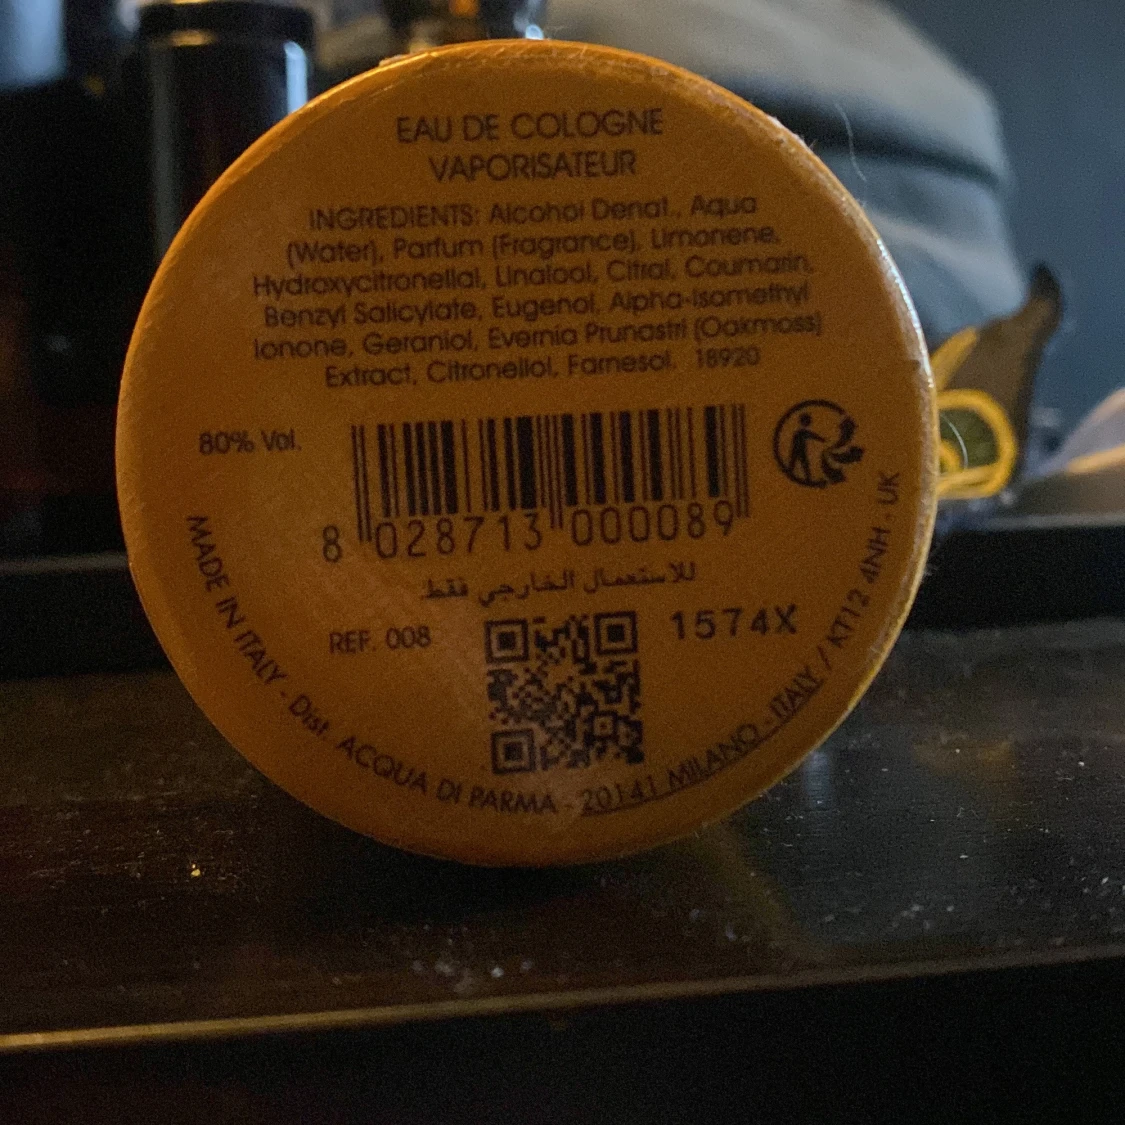 EAU DE COLOGNE
VAPORISATEUR
INGREDIENTS: Alcohol Denat., Aqua
(Water), Parfum (Fragrance), Limonene,
Hydroxycitronellal, Linalool, Citral, Coumarin,
Benzyl Salicylate, Eugenol, Alpha-Isomethyl
Ionone, Geraniol, Evernia Prunastri (Oakmoss)
Extract, Citronellol, Farnesol. 18920
80% Vol.
8 028713 000089
للاستعمال الخارجي فقط
REF. 008
1574X
MADE IN ITALY - Dist. ACQUA DI PARMA - 20141 MILANO - ITALY / KT12 4NH - UK